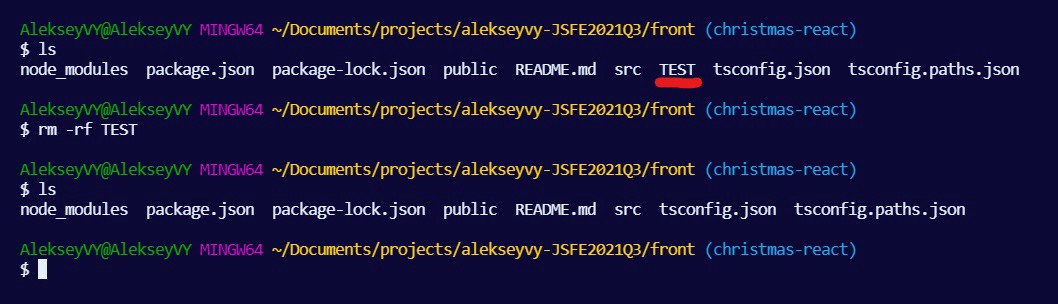 AlekseyVY@AlekseyVY MINGW64 ~/Documents/projects/alekseyvy-JSFE2021Q3/front (christmas-react)
$ ls
node_modules package.json package-lock.json public README.md src TEST tsconfig.json tsconfig.paths.json
AlekseyVY@AlekseyVY MINGW64 ~/Documents/projects/alekseyvy-JSFE2021Q3/front (christmas-react)
$ rm -rf TEST
AlekseyVY@AlekseyVY MINGW64 ~/Documents/projects/alekseyvy-JSFE2021Q3/front (christmas-react)
$ ls
node_modules package.json package-lock.json public README.md src tsconfig.json tsconfig.paths.json
AlekseyVY@AlekseyVY MINGW64 ~/Documents/projects/alekseyvy-JSFE2021Q3/front (christmas-react)
$